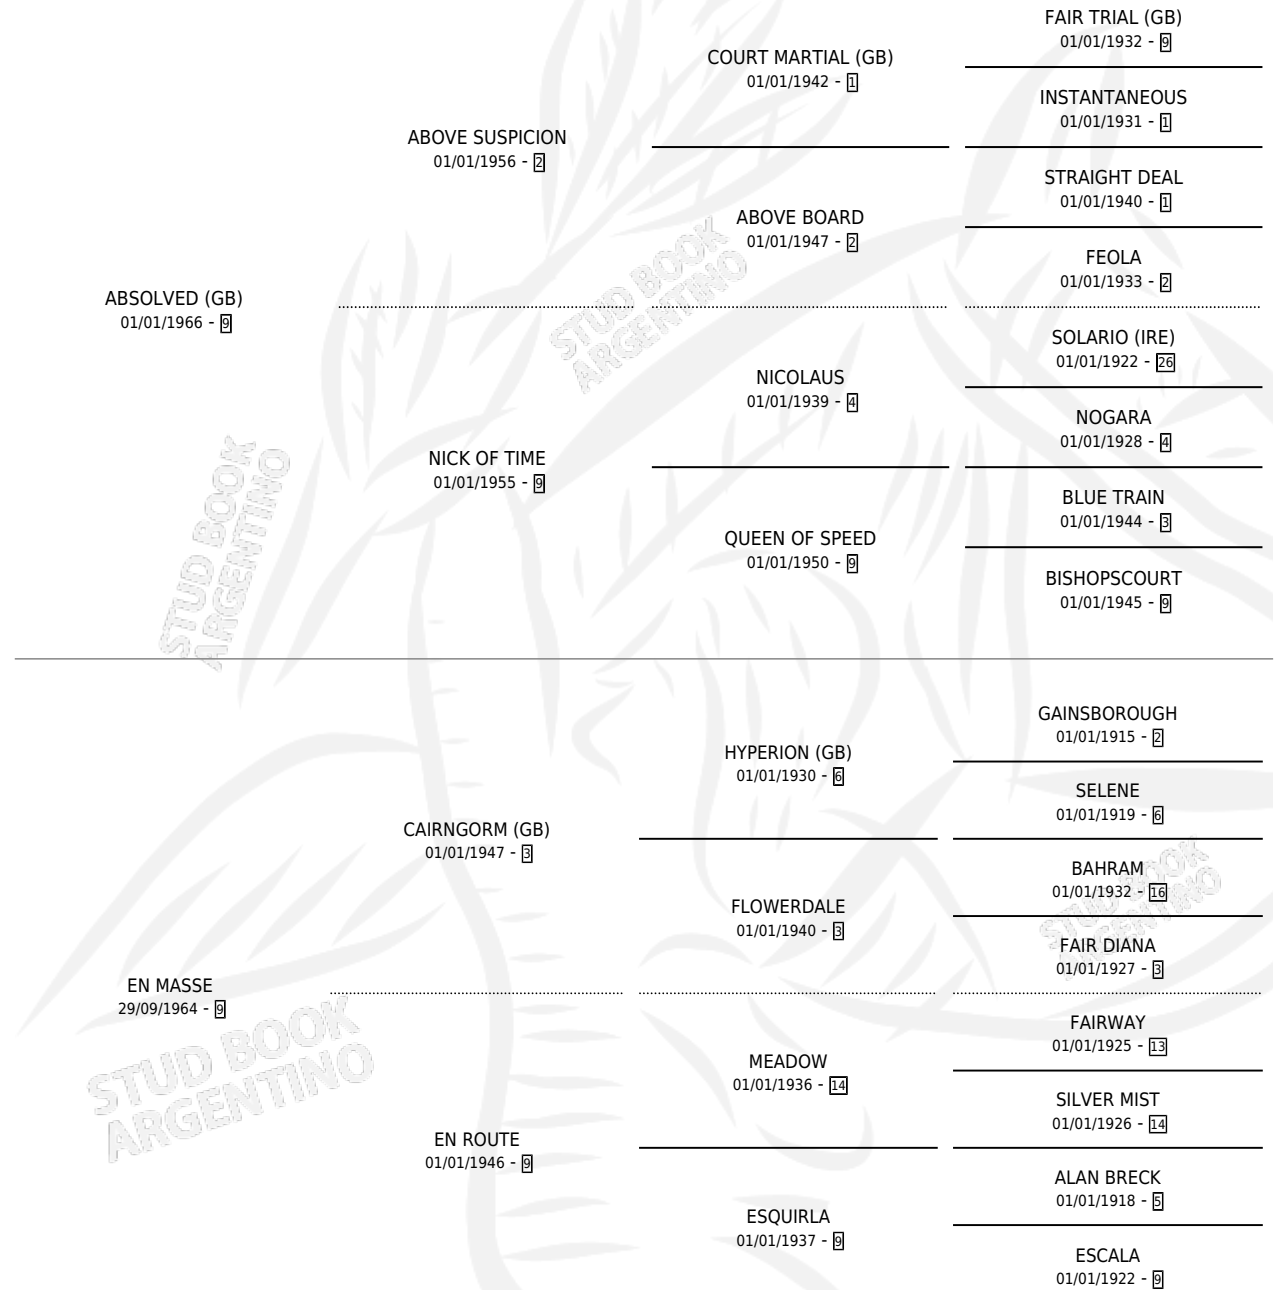 FAIR TRIAL (GB)
01/01/1932 - 9
COURT MARTIAL (GB)
01/01/1942 - 1
INSTANTANEOUS
01/01/1931 - 1
ABOVE SUSPICION
01/01/1956 - 2
STRAIGHT DEAL
01/01/1940 - 1
ABOVE BOARD
01/01/1947 - 2
FEOLA
01/01/1933 - 2
ABSOLVED (GB)
01/01/1966 - 9
SOLARIO (IRE)
01/01/1922 - 26
NICOLAUS
01/01/1939 - 4
NOGARA
01/01/1928 - 4
NICK OF TIME
01/01/1955 - 9
BLUE TRAIN
01/01/1944 - 3
QUEEN OF SPEED
01/01/1950 - 9
BISHOPSCOURT
01/01/1945 - 9
GAINSBOROUGH
01/01/1915 - 2
HYPERION (GB)
01/01/1930 - 6
SELENE
01/01/1919 - 6
CAIRNGORM (GB)
01/01/1947 - 3
BAHRAM
01/01/1932 - 16
FLOWERDALE
01/01/1940 - 3
FAIR DIANA
01/01/1927 - 3
EN MASSE
29/09/1964 - 9
FAIRWAY
01/01/1925 - 13
MEADOW
01/01/1936 - 14
SILVER MIST
01/01/1926 - 14
EN ROUTE
01/01/1946 - 9
ALAN BRECK
01/01/1918 - 5
ESQUIRLA
01/01/1937 - 9
ESCALA
01/01/1922 - 9
STUD BOOK
ARGENTINO
STUD BOOK
ARGENTINO
STUD BOOK
ARGENTINO
STUD BOOK
ARGENTINO